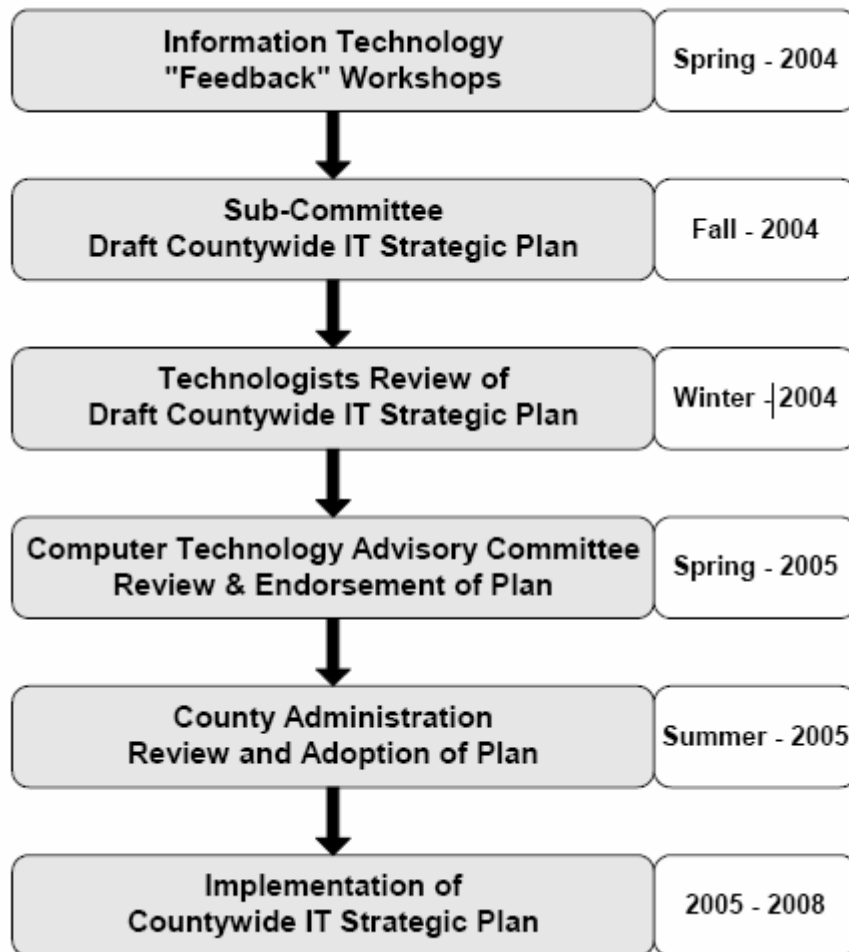 Information Technology
"Feedback" Workshops
Spring - 2004
Sub-Committee
Draft Countywide IT Strategic Plan
Fall - 2004
Technologists Review of
Draft Countywide IT Strategic Plan
Winter - 2004
Computer Technology Advisory Committee
Review & Endorsement of Plan
Spring - 2005
County Administration
Review and Adoption of Plan
Summer - 2005
Implementation of
Countywide IT Strategic Plan
2005 - 2008